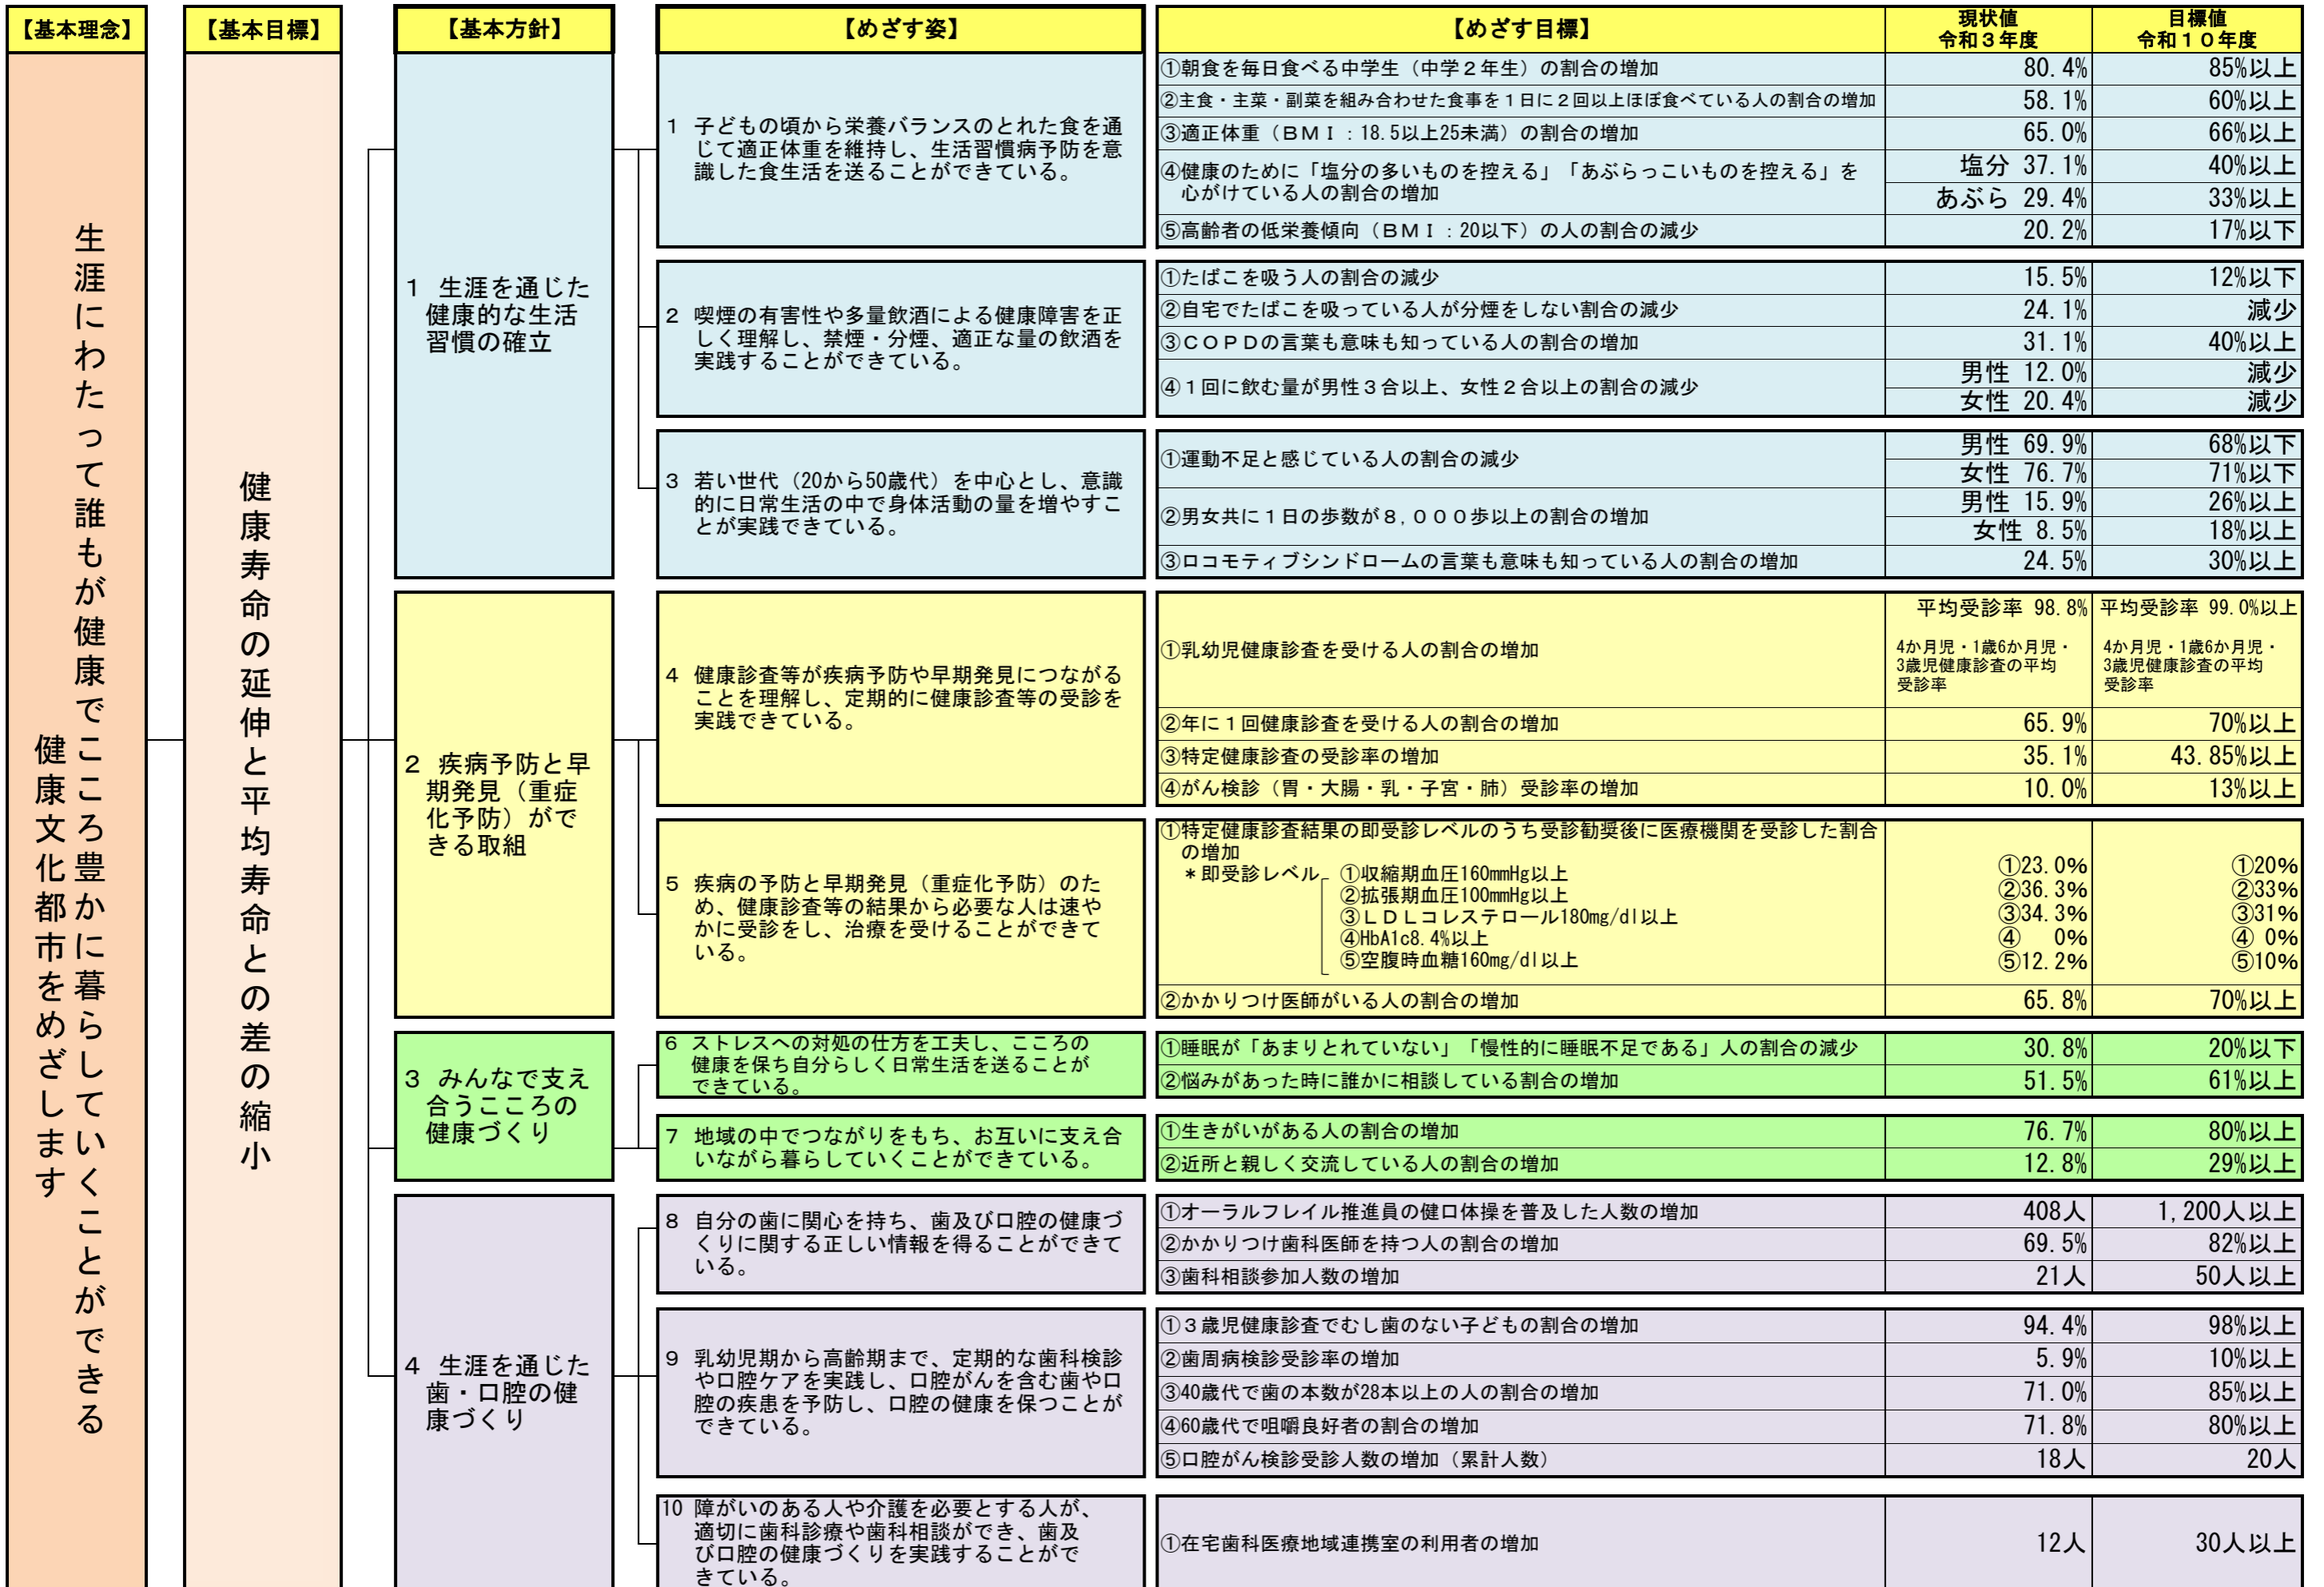 【基本理念】
生涯にわたって誰もが健康でこころ豊かに暮らしていくことができる
健康文化都市をめざします
【基本目標】
健康寿命の延伸と平均寿命との差の縮小
【基本方針】
【めざす姿】
【めざす目標】
現状値
令和３年度
目標値
令和１０年度
1 生涯を通じた
健康的な生活
習慣の確立
1 子どもの頃から栄養バランスのとれた食を通
じて適正体重を維持し、生活習慣病予防を意
識した食生活を送ることができている。
①朝食を毎日食べる中学生（中学２年生）の割合の増加 80.4% 85%以上
②主食・主菜・副菜を組み合わせた食事を１日に２回以上ほぼ食べている人の割合の増加 58.1% 60%以上
③適正体重（ＢＭＩ：18.5以上25未満）の割合の増加 65.0% 66%以上
④健康のために「塩分の多いものを控える」「あぶらっこいものを控える」を
心がけている人の割合の増加
塩分 37.1% 40%以上
あぶら 29.4% 33%以上
⑤高齢者の低栄養傾向（ＢＭＩ：20以下）の人の割合の減少 20.2% 17%以下
2 喫煙の有害性や多量飲酒による健康障害を正
しく理解し、禁煙・分煙、適正な量の飲酒を
実践することができている。
①たばこを吸う人の割合の減少 15.5% 12%以下
②自宅でたばこを吸っている人が分煙をしない割合の減少 24.1% 減少
③ＣＯＰＤの言葉も意味も知っている人の割合の増加 31.1% 40%以上
④１回に飲む量が男性３合以上、女性２合以上の割合の減少
男性 12.0% 減少
女性 20.4% 減少
3 若い世代（20から50歳代）を中心とし、意識
的に日常生活の中で身体活動の量を増やすこ
とが実践できている。
①運動不足と感じている人の割合の減少
男性 69.9% 68%以下
女性 76.7% 71%以下
②男女共に１日の歩数が８,０００歩以上の割合の増加
男性 15.9% 26%以上
女性 8.5% 18%以上
③ロコモティブシンドロームの言葉も意味も知っている人の割合の増加 24.5% 30%以上
2 疾病予防と早
期発見（重症
化予防）がで
きる取組
4 健康診査等が疾病予防や早期発見につながる
ことを理解し、定期的に健康診査等の受診を
実践できている。
①乳幼児健康診査を受ける人の割合の増加
平均受診率 98.8%
4か月児・1歳6か月児・
3歳児健康診査の平均
受診率
平均受診率 99.0%以上
4か月児・1歳6か月児・
3歳児健康診査の平均
受診率
②年に１回健康診査を受ける人の割合の増加 65.9% 70%以上
③特定健康診査の受診率の増加 35.1% 43.85%以上
④がん検診（胃・大腸・乳・子宮・肺）受診率の増加 10.0% 13%以上
5 疾病の予防と早期発見（重症化予防）のた
め、健康診査等の結果から必要な人は速や
かに受診をし、治療を受けることができて
いる。
①特定健康診査結果の即受診レベルのうち受診勧奨後に医療機関を受診した割合
の増加
＊即受診レベル ①収縮期血圧160mmHg以上 ①23.0% ①20%
②拡張期血圧100mmHg以上 ②36.3% ②33%
③ＬＤＬコレステロール180mg/dl以上 ③34.3% ③31%
④HbA1c8.4%以上 ④ 0% ④ 0%
⑤空腹時血糖160mg/dl以上 ⑤12.2% ⑤10%
②かかりつけ医師がいる人の割合の増加 65.8% 70%以上
3 みんなで支え
合うこころの
健康づくり
6 ストレスへの対処の仕方を工夫し、こころの
健康を保ち自分らしく日常生活を送ることが
できている。
①睡眠が「あまりとれていない」「慢性的に睡眠不足である」人の割合の減少 30.8% 20%以下
②悩みがあった時に誰かに相談している割合の増加 51.5% 61%以上
7 地域の中でつながりをもち、お互いに支え合
いながら暮らしていくことができている。
①生きがいがある人の割合の増加 76.7% 80%以上
②近所と親しく交流している人の割合の増加 12.8% 29%以上
4 生涯を通じた
歯・口腔の健
康づくり
8 自分の歯に関心を持ち、歯及び口腔の健康づ
くりに関する正しい情報を得ることができて
いる。
①オーラルフレイル推進員の健口体操を普及した人数の増加 408人 1,200人以上
②かかりつけ歯科医師を持つ人の割合の増加 69.5% 82%以上
③歯科相談参加人数の増加 21人 50人以上
9 乳幼児期から高齢期まで、定期的な歯科検診
や口腔ケアを実践し、口腔がんを含む歯や口
腔の疾患を予防し、口腔の健康を保つことが
できている。
①３歳児健康診査でむし歯のない子どもの割合の増加 94.4% 98%以上
②歯周病検診受診率の増加 5.9% 10%以上
③40歳代で歯の本数が28本以上の人の割合の増加 71.0% 85%以上
④60歳代で咀嚼良好者の割合の増加 71.8% 80%以上
⑤口腔がん検診受診人数の増加（累計人数） 18人 20人
10 障がいのある人や介護を必要とする人が、
適切に歯科診療や歯科相談ができ、歯及
び口腔の健康づくりを実践することがで
きている。
①在宅歯科医療地域連携室の利用者の増加 12人 30人以上